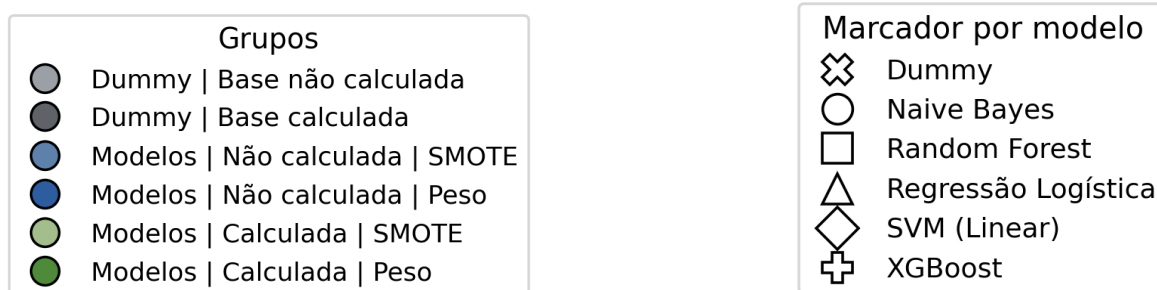 Grupos
Dummy | Base não calculada
Dummy | Base calculada
Modelos | Não calculada | SMOTE
Modelos | Não calculada | Peso
Modelos | Calculada | SMOTE
Modelos | Calculada | Peso
Marcador por modelo
Dummy
Naive Bayes
Random Forest
Regressão Logística
SVM (Linear)
XGBoost